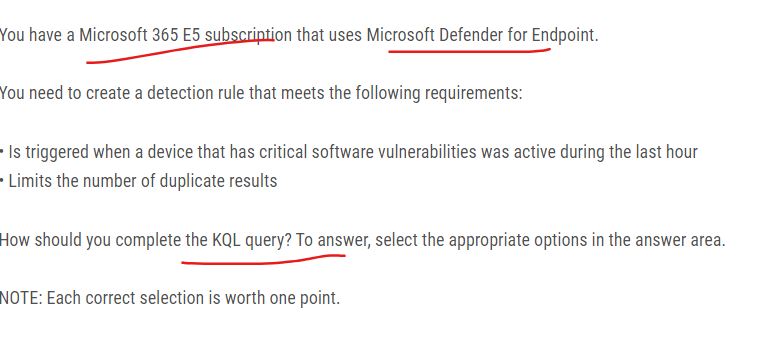 You have a Microsoft 365 E5 subscription that uses Microsoft Defender for Endpoint.
You need to create a detection rule that meets the following requirements:
• Is triggered when a device that has critical software vulnerabilities was active during the last hour
• Limits the number of duplicate results
How should you complete the KQL query? To answer, select the appropriate options in the answer area.
NOTE: Each correct selection is worth one point.